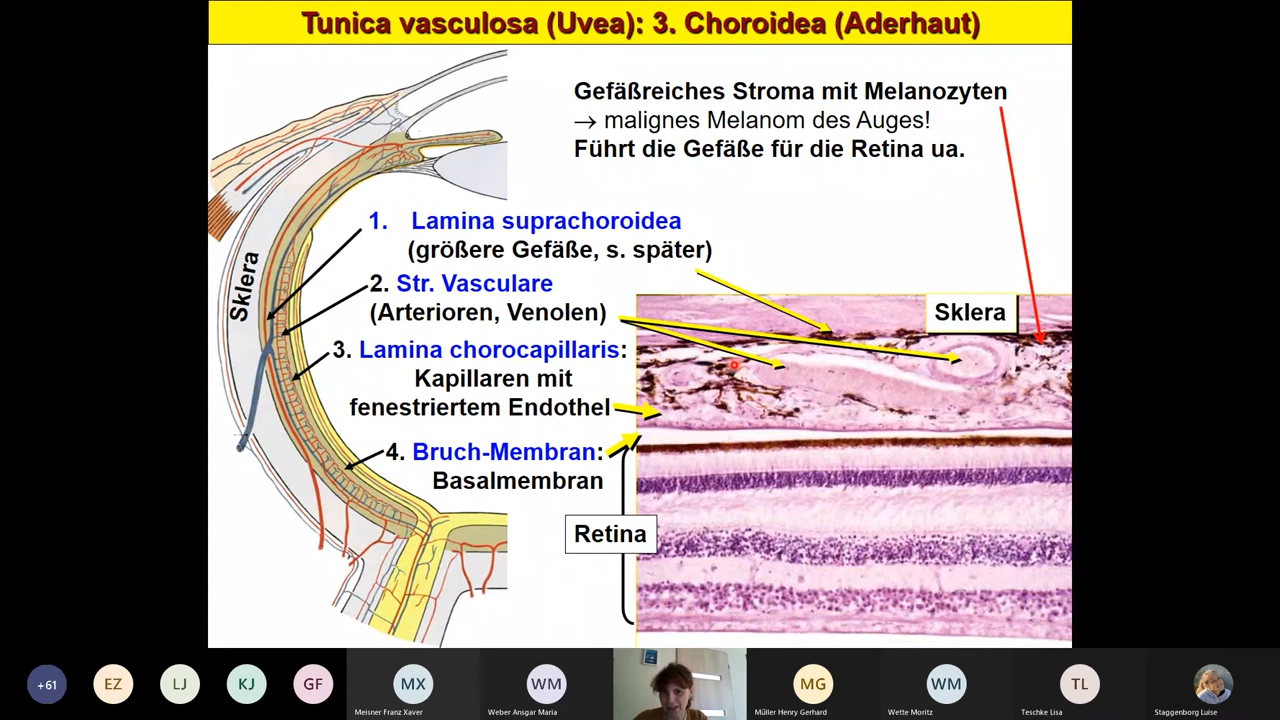 Tunica vasculosa (Uvea): 3. Choroidea (Aderhaut)
Gefäßreiches Stroma mit Melanozyten
→ malignes Melanom des Auges!
Führt die Gefäße für die Retina ua.
1. Lamina suprachoroidea
(größere Gefäße, s. später)
2. Str. Vasculare
(Arterioren, Venolen)
3. Lamina chorocapillaris:
Kapillaren mit
fenestriertem Endothel
4. Bruch-Membran:
Basalmembran
Sklera
Sklera
Retina
+61
EZ
LJ
KJ
GF
MX
Meisner Franz Xaver
WM
Weber Ansgar Maria
MG
Müller Henry Gerhard
WM
Wette Moritz
TL
Teschke Lisa
Staggenborg Luise